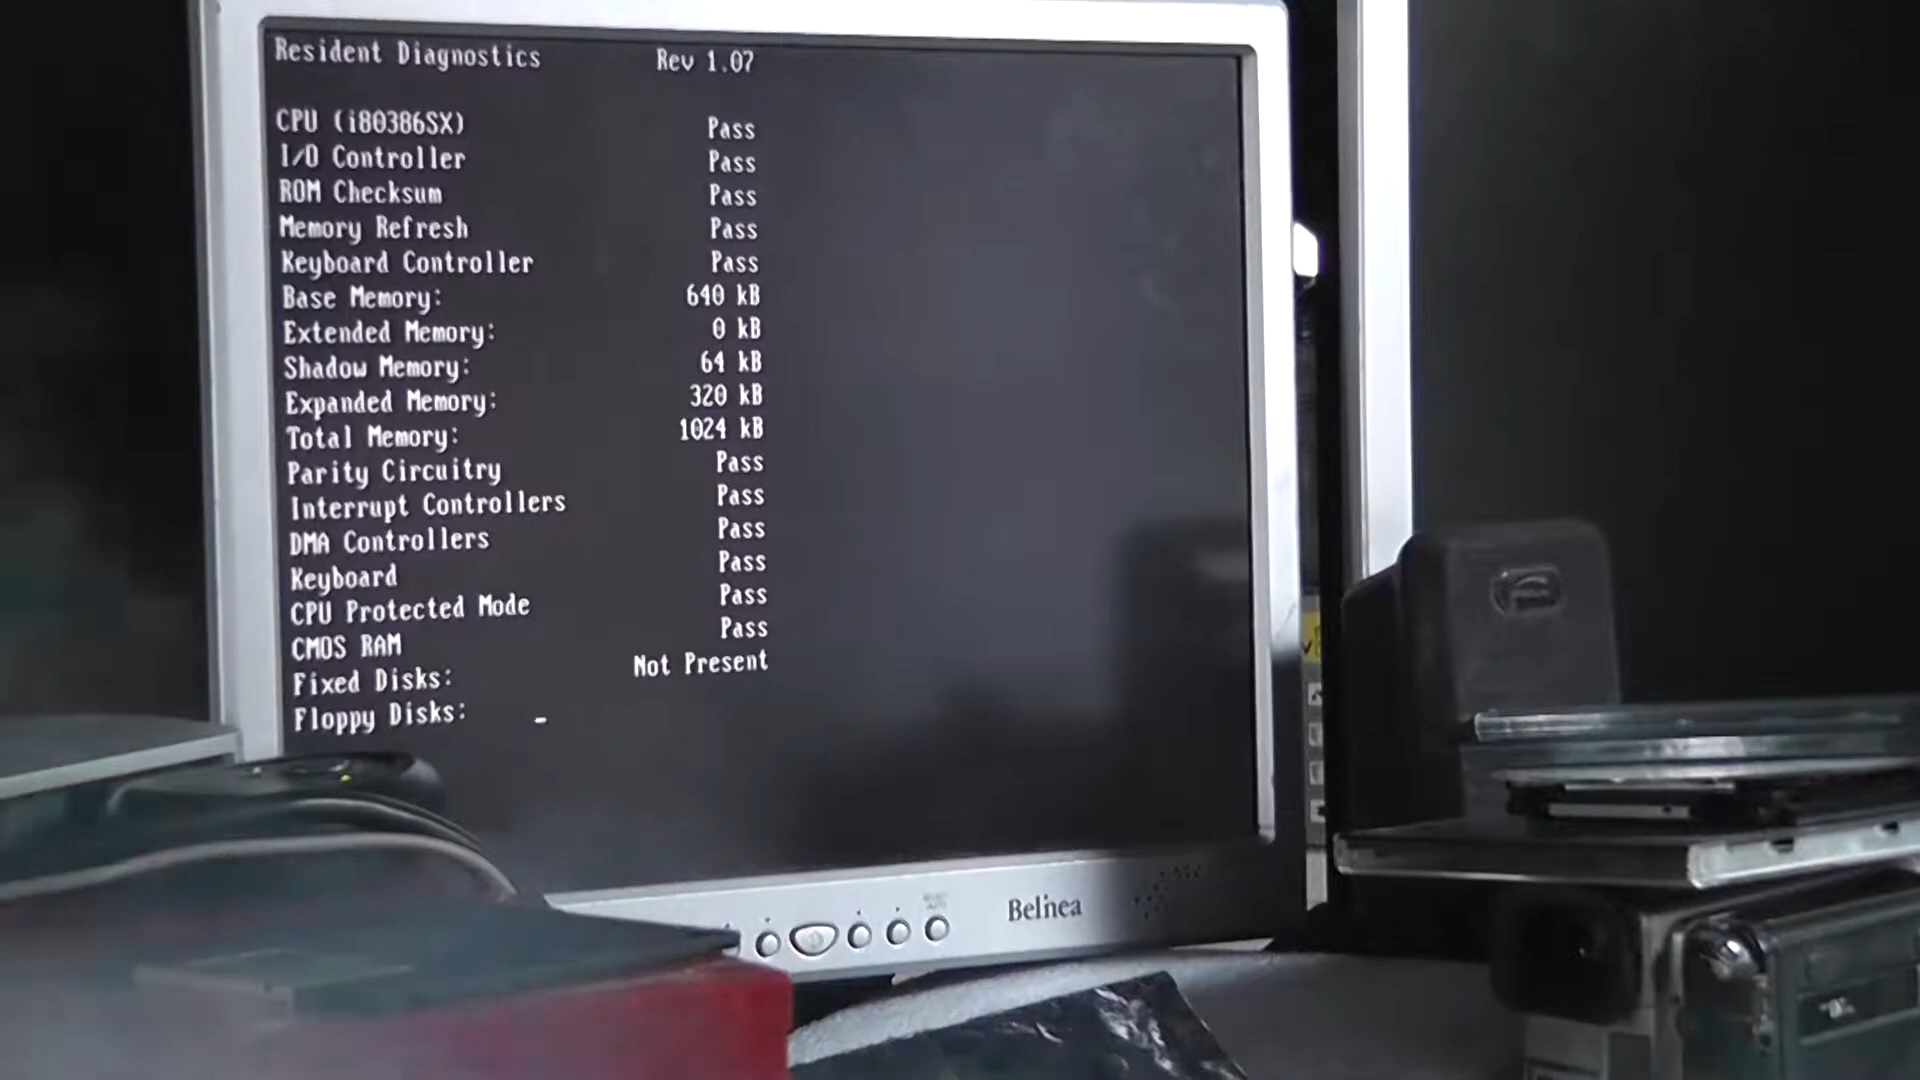 Resident Diagnostics Rev 1.07
CPU (i80386SX) Pass
I/O Controller Pass
ROM Checksum Pass
Memory Refresh Pass
Keyboard Controller Pass
Base Memory: 640 kB
Extended Memory: 0 kB
Shadow Memory: 64 kB
Expanded Memory: 320 kB
Total Memory: 1024 kB
Parity Circuitry Pass
Interrupt Controllers Pass
DMA Controllers Pass
Keyboard Pass
CPU Protected Mode Pass
CMOS RAM Pass
Fixed Disks: Not Present
Floppy Disks: _
Belinea